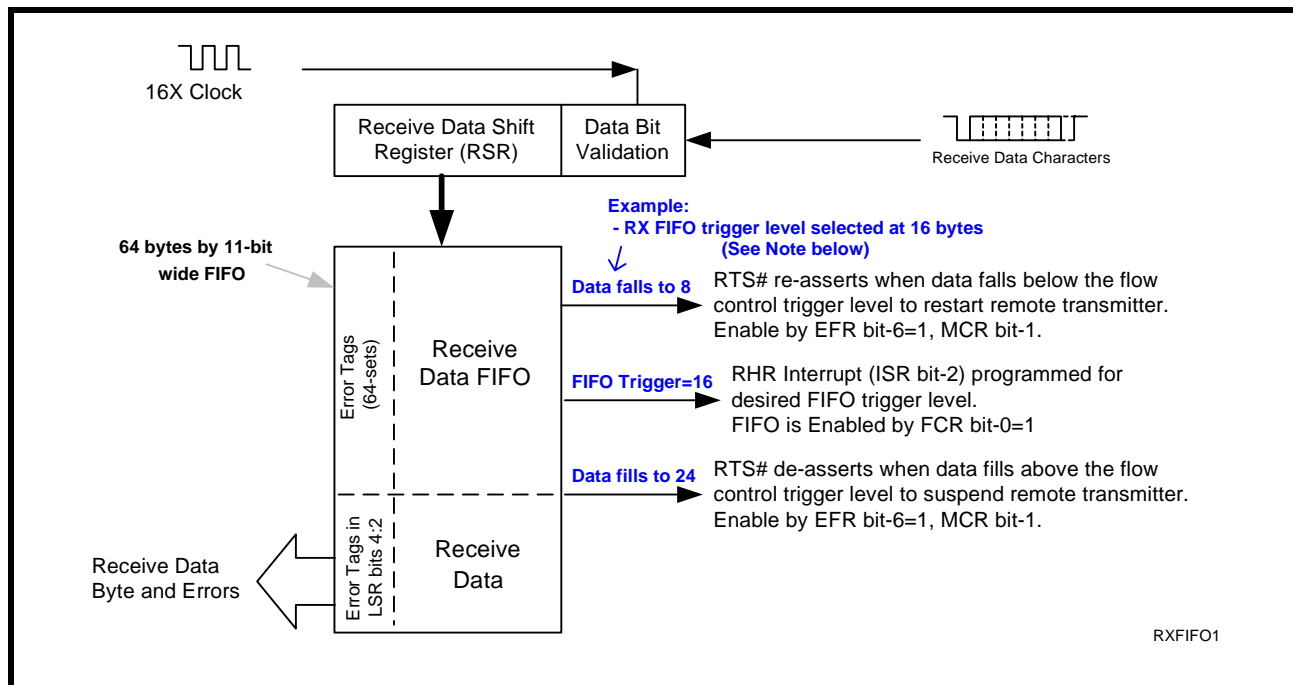 16X Clock
Receive Data Shift
Register (RSR)
Data Bit
Validation
Receive Data Characters
Example:
- RX FIFO trigger level selected at 16 bytes
(See Note below)
64 bytes by 11-bit
wide FIFO
Data falls to 8
RTS# re-asserts when data falls below the flow
control trigger level to restart remote transmitter.
Enable by EFR bit-6=1, MCR bit-1.
Error Tags
(64-sets)
Receive
Data FIFO
FIFO Trigger=16
RHR Interrupt (ISR bit-2) programmed for
desired FIFO trigger level.
FIFO is Enabled by FCR bit-0=1
Data fills to 24
RTS# de-asserts when data fills above the flow
control trigger level to suspend remote transmitter.
Enable by EFR bit-6=1, MCR bit-1.
Error Tags in
LSR bits 4:2
Receive
Data
Receive Data
Byte and Errors
RXFIFO1